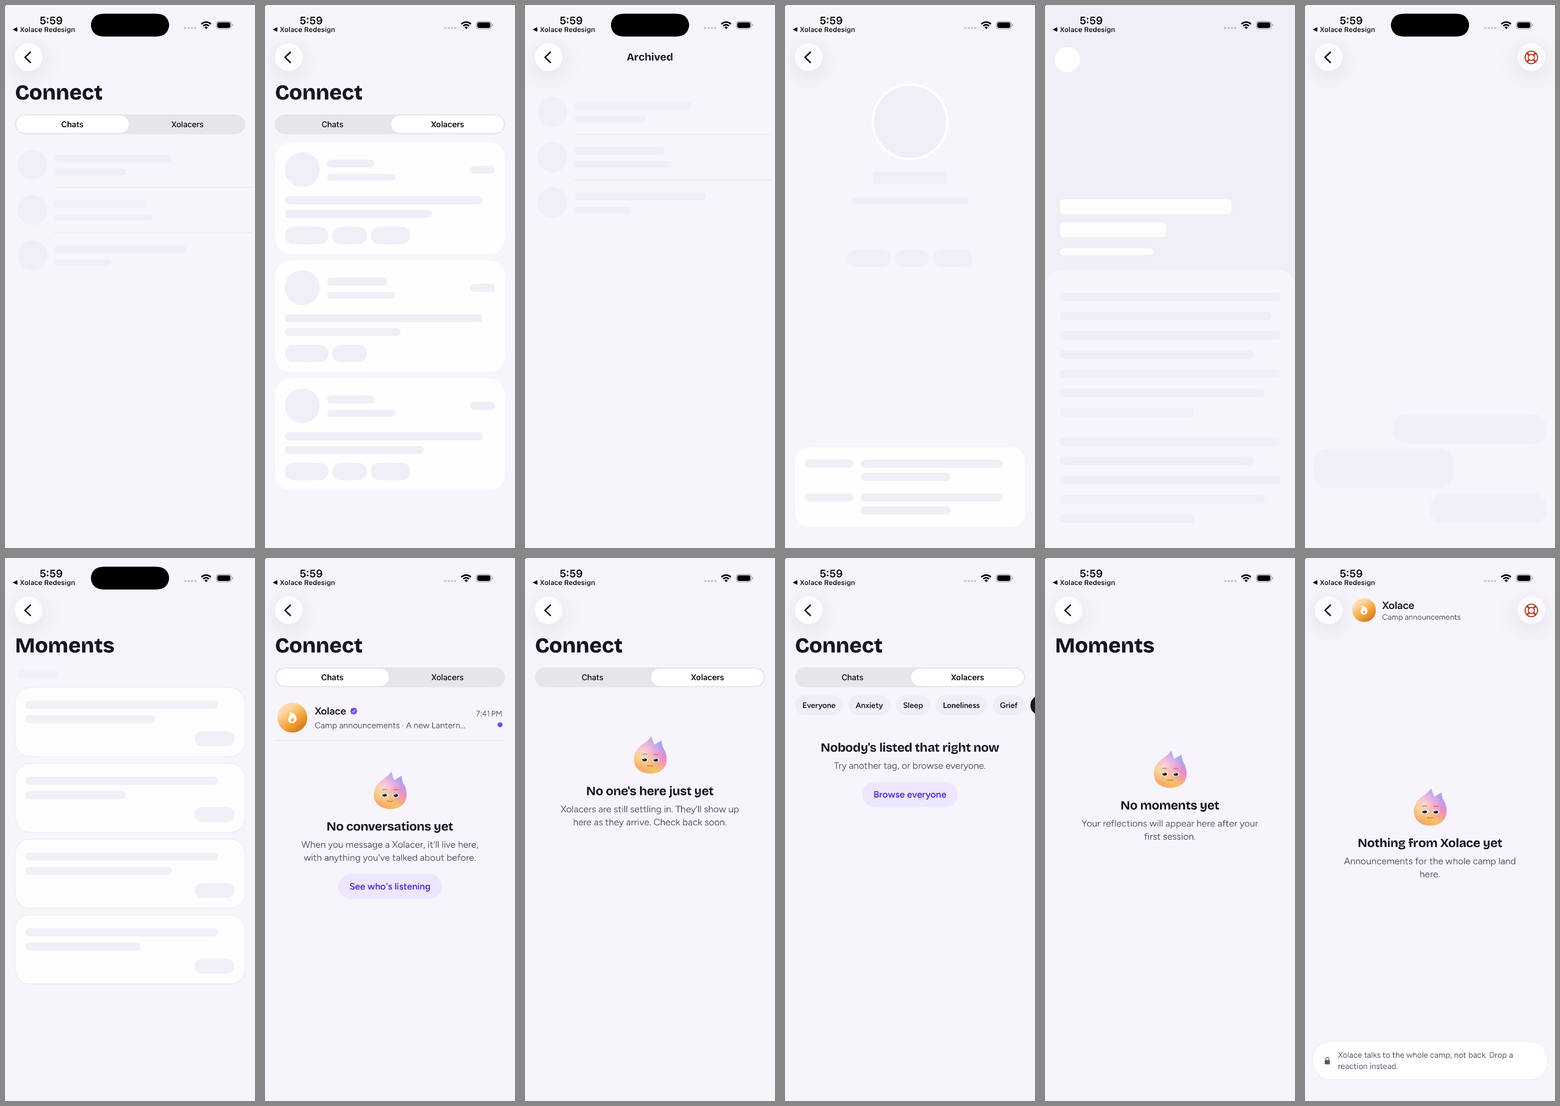 5:59
◀ Xolace Redesign
Connect
Chats
Xolacers
5:59
◀ Xolace Redesign
Connect
Chats
Xolacers
5:59
◀ Xolace Redesign
Archived
5:59
◀ Xolace Redesign
5:59
◀ Xolace Redesign
5:59
◀ Xolace Redesign
5:59
◀ Xolace Redesign
Moments
5:59
◀ Xolace Redesign
Connect
Chats
Xolacers
Xolace
7:41 PM
Camp announcements · A new Lantern...
No conversations yet
When you message a Xolacer, it'll live here,
with anything you've talked about before.
See who's listening
5:59
◀ Xolace Redesign
Connect
Chats
Xolacers
No one's here just yet
Xolacers are still settling in. They'll show up
here as they arrive. Check back soon.
5:59
◀ Xolace Redesign
Connect
Chats
Xolacers
Everyone
Anxiety
Sleep
Loneliness
Grief
Nobody's listed that right now
Try another tag, or browse everyone.
Browse everyone
5:59
◀ Xolace Redesign
Moments
No moments yet
Your reflections will appear here after your
first session.
5:59
◀ Xolace Redesign
Xolace
Camp announcements
Nothing from Xolace yet
Announcements for the whole camp land
here.
Xolace talks to the whole camp, not back. Drop a
reaction instead.